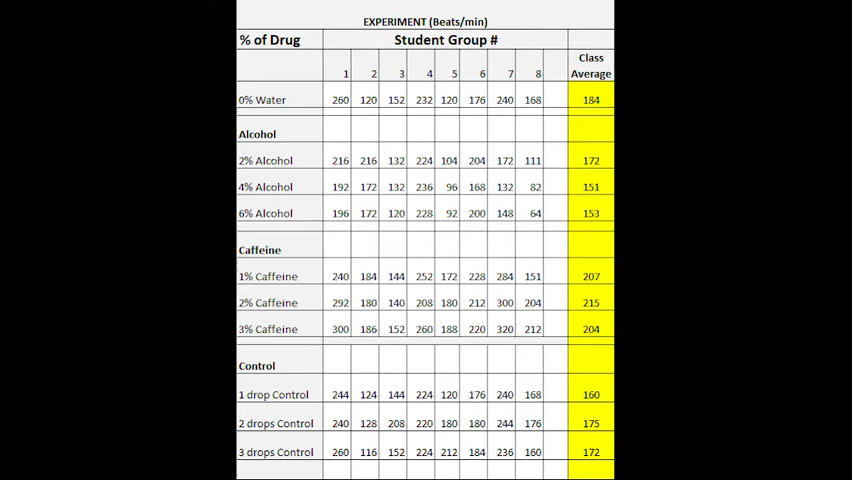 EXPERIMENT (Beats/min)
% of Drug Student Group #
Class
1 2 3 4 5 6 7 8 Average
0% Water 260 120 152 232 120 176 240 168 184
Alcohol
2% Alcohol 216 216 132 224 104 204 172 111 172
4% Alcohol 192 172 132 236 96 168 132 82 151
6% Alcohol 196 172 120 228 92 200 148 64 153
Caffeine
1% Caffeine 240 184 144 252 172 228 284 151 207
2% Caffeine 292 180 140 208 180 212 300 204 215
3% Caffeine 300 186 152 260 188 220 320 212 204
Control
1 drop Control 244 124 144 224 120 176 240 168 160
2 drops Control 240 128 208 220 180 180 244 176 175
3 drops Control 260 116 152 224 212 184 236 160 172